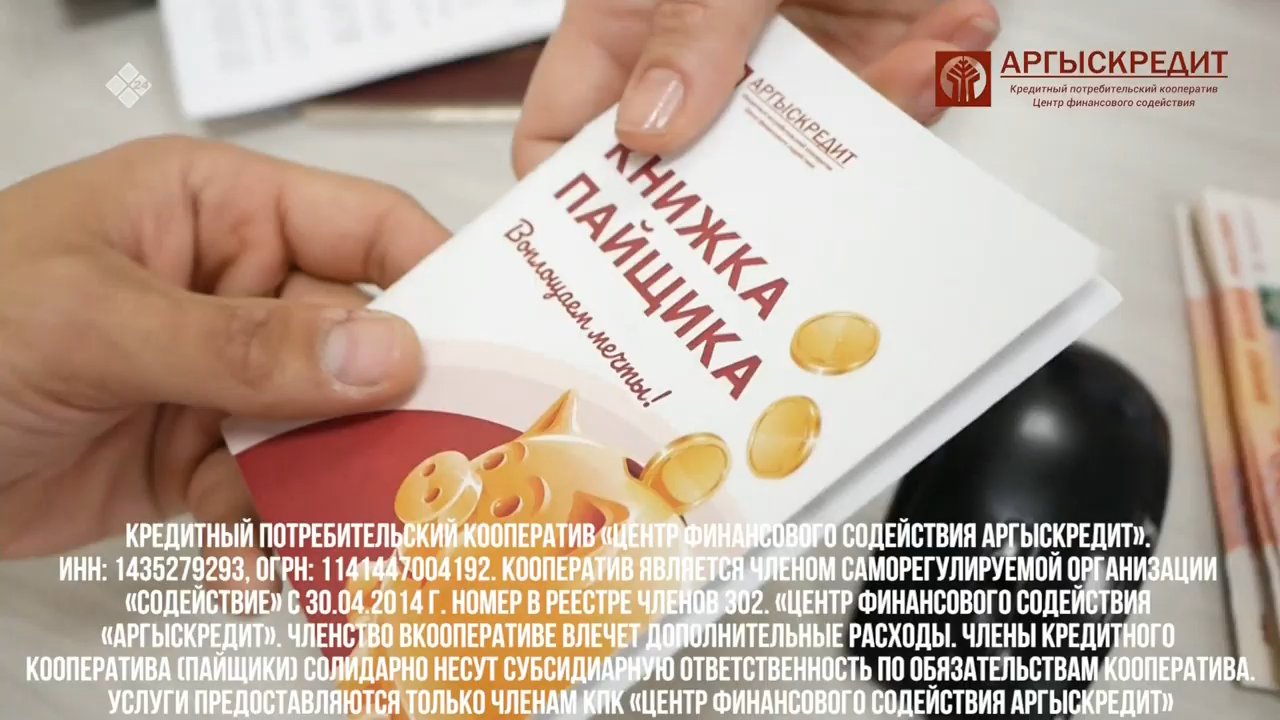 24
АРГЫСКРЕДИТ
Кредитный потребительский кооператив
Центр финансового содействия
АРГЫСКРЕДИТ
КНИЖКА
ПАЙЩИКА
Воплощаем мечты!
КРЕДИТНЫЙ ПОТРЕБИТЕЛЬСКИЙ КООПЕРАТИВ «ЦЕНТР ФИНАНСОВОГО СОДЕЙСТВИЯ АРГЫСКРЕДИТ».
ИНН: 1435279293, ОГРН: 1141447004192. КООПЕРАТИВ ЯВЛЯЕТСЯ ЧЛЕНОМ САМОРЕГУЛИРУЕМОЙ ОРГАНИЗАЦИИ
«СОДЕЙСТВИЕ» С 30.04.2014 Г. НОМЕР В РЕЕСТРЕ ЧЛЕНОВ 302. «ЦЕНТР ФИНАНСОВОГО СОДЕЙСТВИЯ
«АРГЫСКРЕДИТ». ЧЛЕНСТВО ВКООПЕРАТИВЕ ВЛЕЧЕТ ДОПОЛНИТЕЛЬНЫЕ РАСХОДЫ. ЧЛЕНЫ КРЕДИТНОГО
КООПЕРАТИВА (ПАЙЩИКИ) СОЛИДАРНО НЕСУТ СУБСИДИАРНУЮ ОТВЕТСТВЕННОСТЬ ПО ОБЯЗАТЕЛЬСТВАМ КООПЕРАТИВА.
УСЛУГИ ПРЕДОСТАВЛЯЮТСЯ ТОЛЬКО ЧЛЕНАМ КПК «ЦЕНТР ФИНАНСОВОГО СОДЕЙСТВИЯ АРГЫСКРЕДИТ»